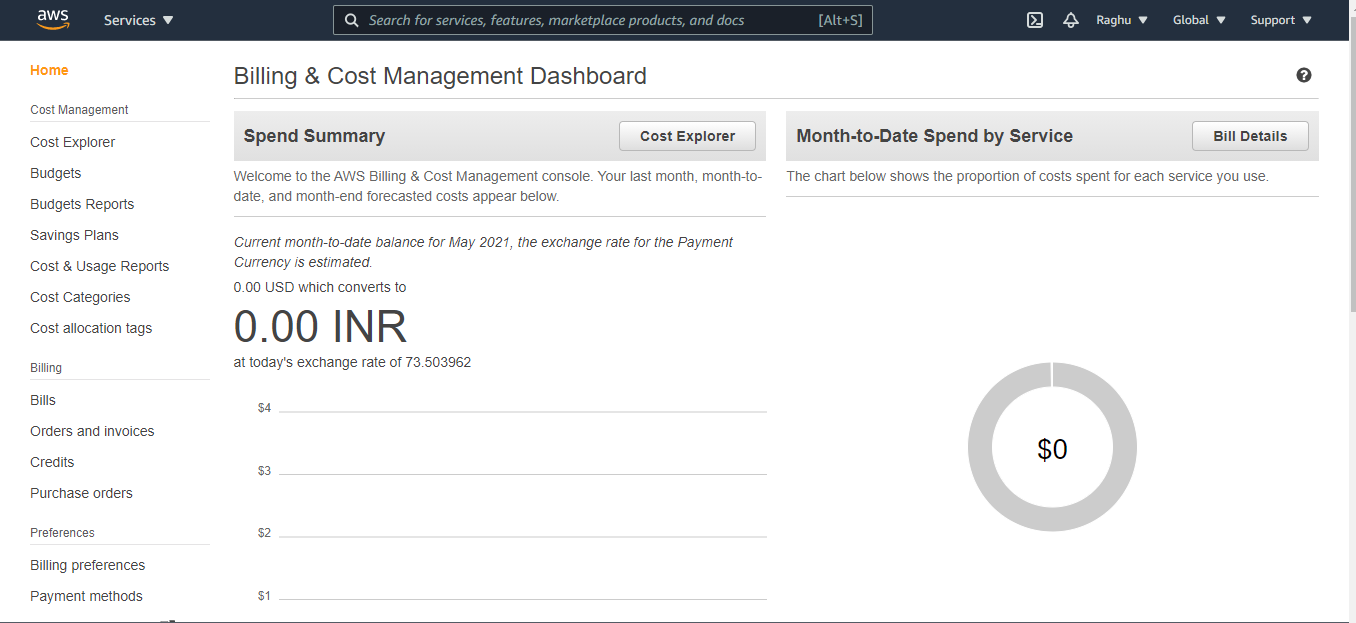 aws
Services
Search for services, features, marketplace products, and docs
[Alt+S]
Raghu
Global
Support
Home
Cost Management
Cost Explorer
Budgets
Budgets Reports
Savings Plans
Cost & Usage Reports
Cost Categories
Cost allocation tags
Billing
Bills
Orders and invoices
Credits
Purchase orders
Preferences
Billing preferences
Payment methods
Billing & Cost Management Dashboard
?
Spend Summary
Cost Explorer
Welcome to the AWS Billing & Cost Management console. Your last month, month-to-
date, and month-end forecasted costs appear below.
Current month-to-date balance for May 2021, the exchange rate for the Payment
Currency is estimated.
0.00 USD which converts to
0.00 INR
at today's exchange rate of 73.503962
$4
$3
$2
$1
Month-to-Date Spend by Service
Bill Details
The chart below shows the proportion of costs spent for each service you use.
$0